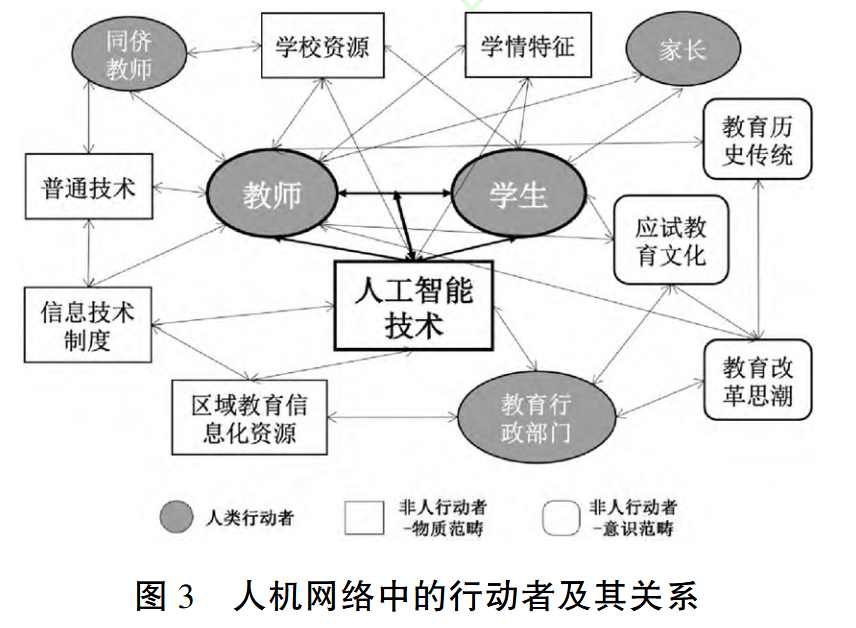 同侪
教师
学校资源
学情特征
家长
教育历
史传统
普通技术
教师
学生
应试教
育文化
人工智能
技术
信息技术
制度
教育改
革思潮
区域教育信
息化资源
教育行
政部门
人类行动者
非人行动者
-物质范畴
非人行动者
-意识范畴
图 3 人机网络中的行动者及其关系